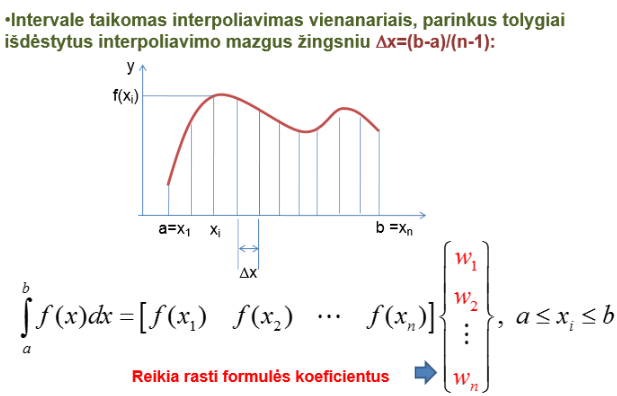 •Intervale taikomas interpoliavimas vienanariais, parinkus tolygiai
išdėstytus interpoliavimo mazgus žingsniu Δx=(b-a)/(n-1):
y
f(xᵢ)
a=x₁ xᵢ b =xₙ
Δx
∫ₐᵇ f(x)dx = [f(x₁) f(x₂) ⋯ f(xₙ)] {w₁ w₂ ⋮ wₙ}, a ≤ xᵢ ≤ b
Reikia rasti formulės koeficientus